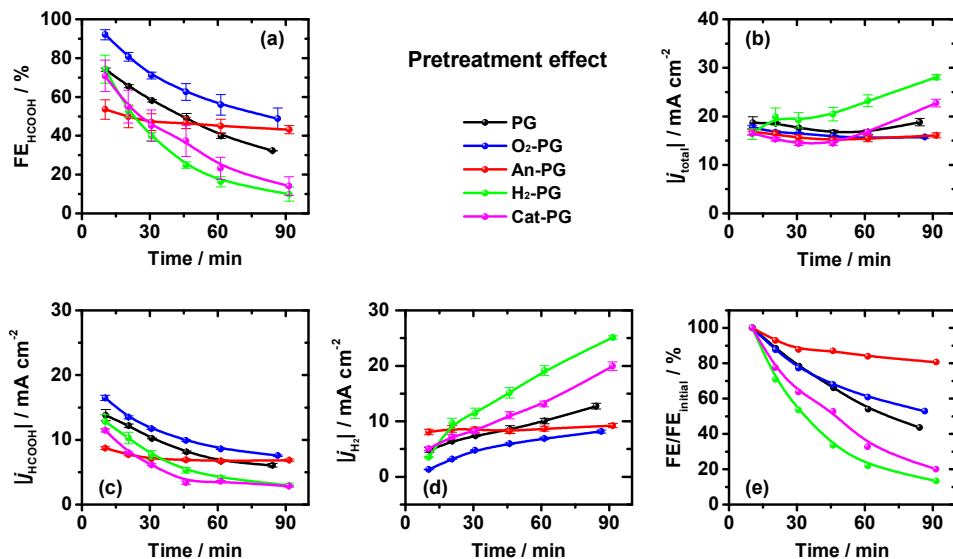 100
80
60
40
20
0
0 30 60 90
FE_HCOOH / %
Time / min
(a)
Pretreatment effect
PG
O₂-PG
An-PG
H₂-PG
Cat-PG
40
30
20
10
0
0 30 60 90
|j_total| / mA cm⁻²
Time / min
(b)
30
20
10
0
0 30 60 90
|j_HCOOH| / mA cm⁻²
Time / min
(c)
30
20
10
0
0 30 60 90
|j_H₂| / mA cm⁻²
Time / min
(d)
100
80
60
40
20
0
0 30 60 90
FE/FE_initial / %
Time / min
(e)